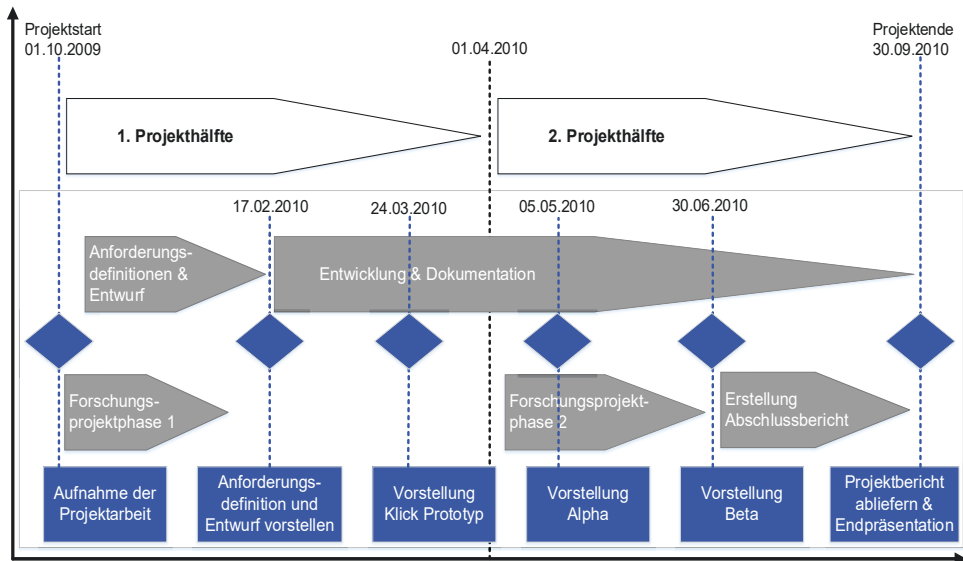 Projektstart
01.10.2009
01.04.2010
Projektende
30.09.2010
1. Projekthälfte
2. Projekthälfte
17.02.2010
24.03.2010
05.05.2010
30.06.2010
Anforderungs-
definitionen &
Entwurf
Entwicklung & Dokumentation
Forschungs-
projektphase 1
Forschungsprojekt-
phase 2
Erstellung
Abschlussbericht
Aufnahme der
Projektarbeit
Anforderungs-
definition und
Entwurf vorstellen
Vorstellung
Klick Prototyp
Vorstellung
Alpha
Vorstellung
Beta
Projektbericht
abliefern &
Endpräsentation